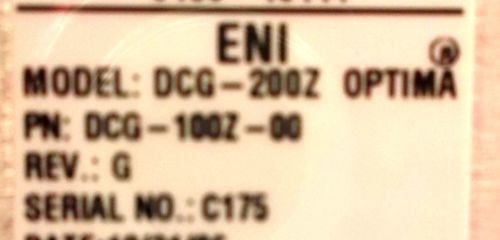 ENI
MODEL: DCG-200Z OPTIMA
PN: DCG-100Z-00
REV.: G
SERIAL NO.: C175